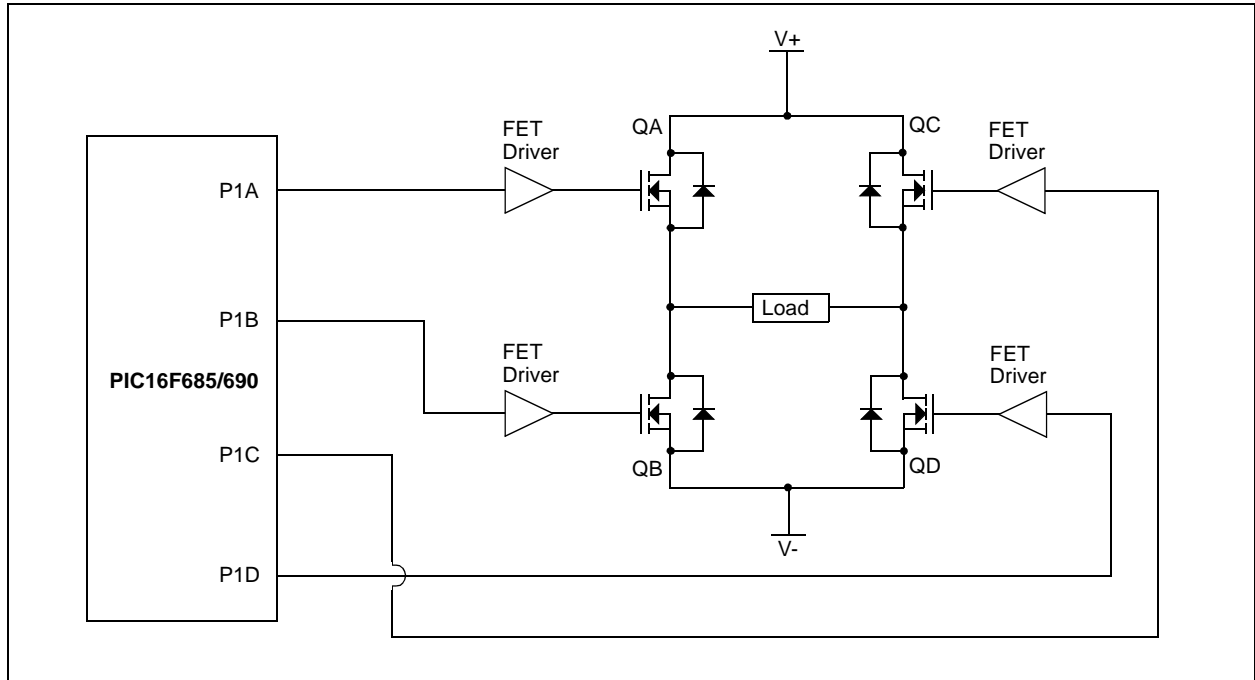 V+
FET
Driver
QA
QC
FET
Driver
P1A
P1B
Load
FET
Driver
FET
Driver
PIC16F685/690
P1C
QB
QD
V-
P1D